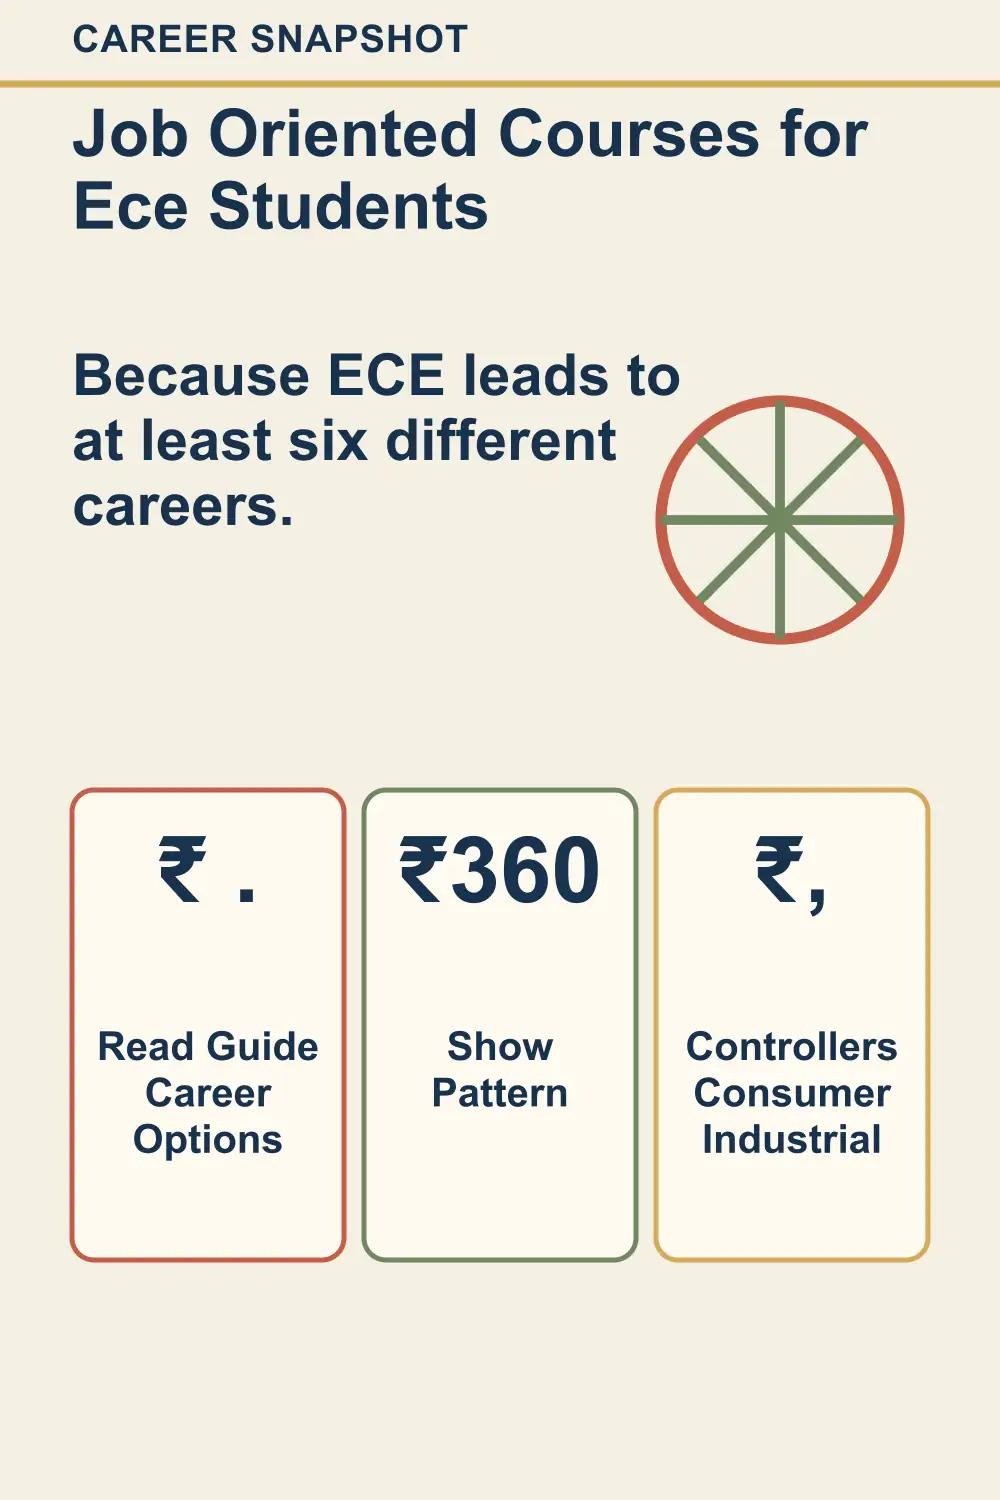 CAREER SNAPSHOT
Job Oriented Courses for
Ece Students
Because ECE leads to
at least six different
careers.
₹ .
Read Guide
Career
Options
₹360
Show
Pattern
₹,
Controllers
Consumer
Industrial